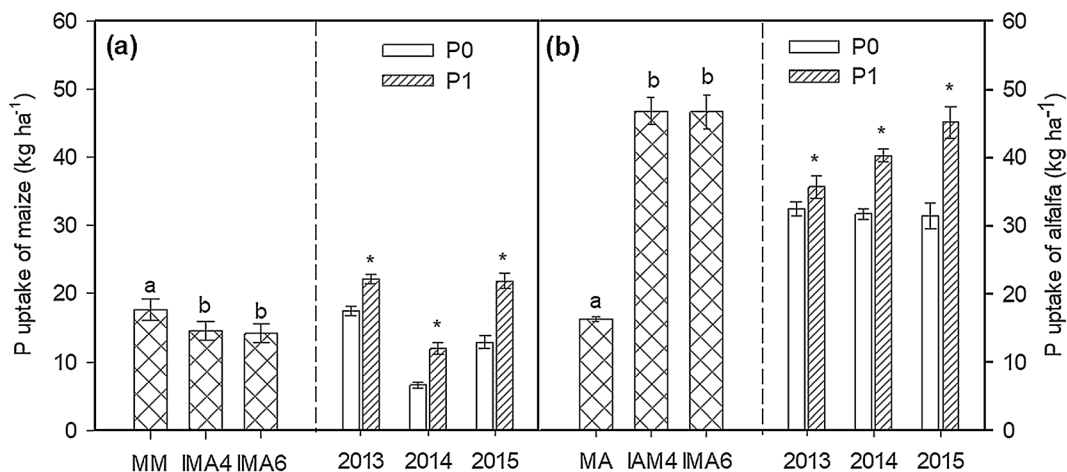 (a)
P0
P1
P uptake of maize (kg ha⁻¹)
60
50
40
30
20
10
0
a
b
b
*
*
*
MM IMA4 IMA6 2013 2014 2015
(b)
P0
P1
a
b
b
*
*
*
MA IAM4 IMA6 2013 2014 2015
60
50
40
30
20
10
0
P uptake of alfalfa (kg ha⁻¹)